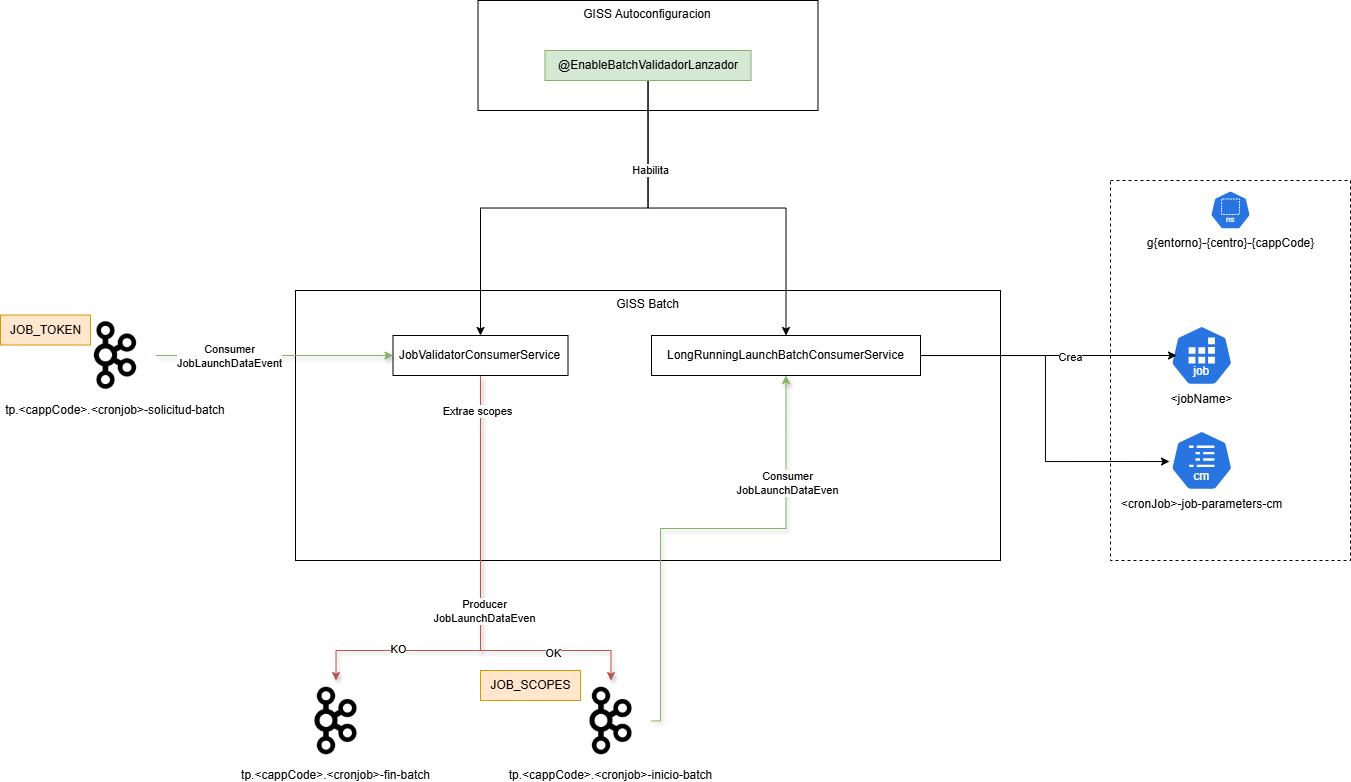 GISS Autoconfiguracion
@EnableBatchValidadorLanzador
Habilita
ns
g{entorno}-{centro}-{cappCode}
GISS Batch
JOB_TOKEN
Consumer
JobLaunchDataEvent
JobValidatorConsumerService
LongRunningLaunchBatchConsumerService
Crea
job
<jobName>
tp.<cappCode>.<cronjob>-solicitud-batch
Extrae scopes
Consumer
JobLaunchDataEven
cm
<cronJob>-job-parameters-cm
Producer
JobLaunchDataEven
KO
OK
JOB_SCOPES
tp.<cappCode>.<cronjob>-fin-batch
tp.<cappCode>.<cronjob>-inicio-batch